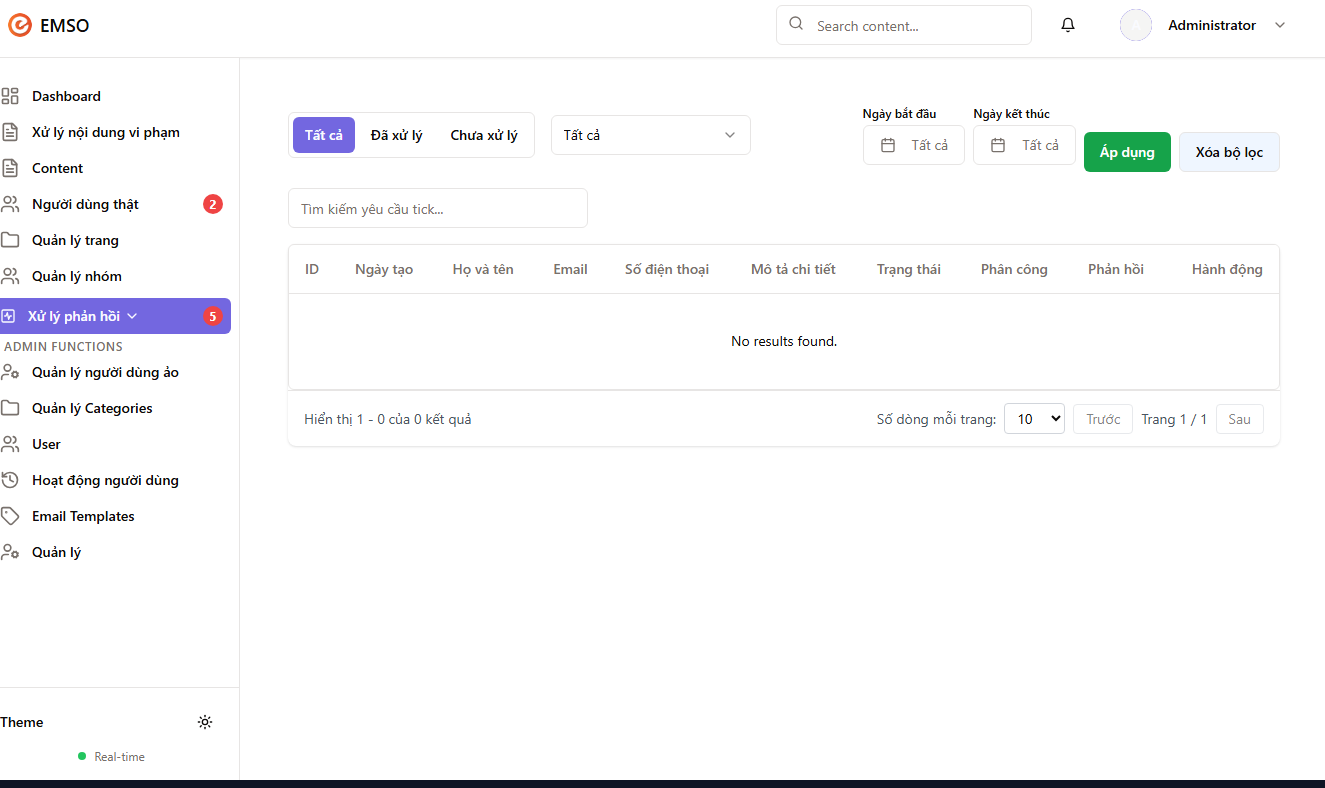 EMSO
Search content...
Administrator
Dashboard
Xử lý nội dung vi phạm
Content
Người dùng thật 2
Quản lý trang
Quản lý nhóm
Xử lý phản hồi 5
ADMIN FUNCTIONS
Quản lý người dùng ảo
Quản lý Categories
User
Hoạt động người dùng
Email Templates
Quản lý
Theme
Real-time
Tất cả Đã xử lý Chưa xử lý
Tất cả
Ngày bắt đầu Ngày kết thúc
Tất cả Tất cả
Áp dụng Xóa bộ lọc
Tìm kiếm yêu cầu tick...
ID Ngày tạo Họ và tên Email Số điện thoại Mô tả chi tiết Trạng thái Phân công Phản hồi Hành động
No results found.
Hiển thị 1 - 0 của 0 kết quả Số dòng mỗi trang: 10 Trước Trang 1 / 1 Sau